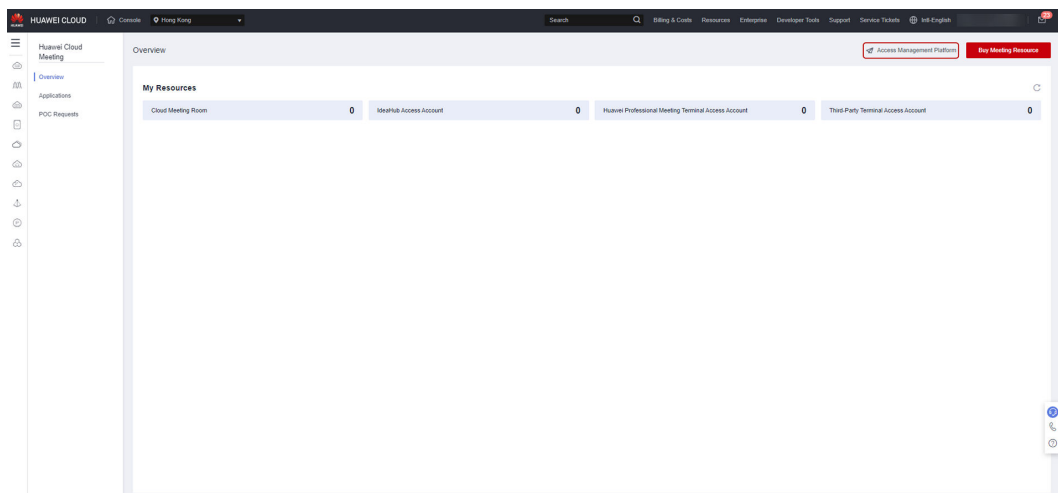 HUAWEI
HUAWEI CLOUD
Console
Hong Kong
Search
Billing & Costs
Resources
Enterprise
Developer Tools
Support
Service Tickets
Intl-English
23
Huawei Cloud
Meeting
Overview
Applications
POC Requests
Overview
Access Management Platform
Buy Meeting Resource
My Resources
Cloud Meeting Room 0
IdeaHub Access Account 0
Huawei Professional Meeting Terminal Access Account 0
Third-Party Terminal Access Account 0